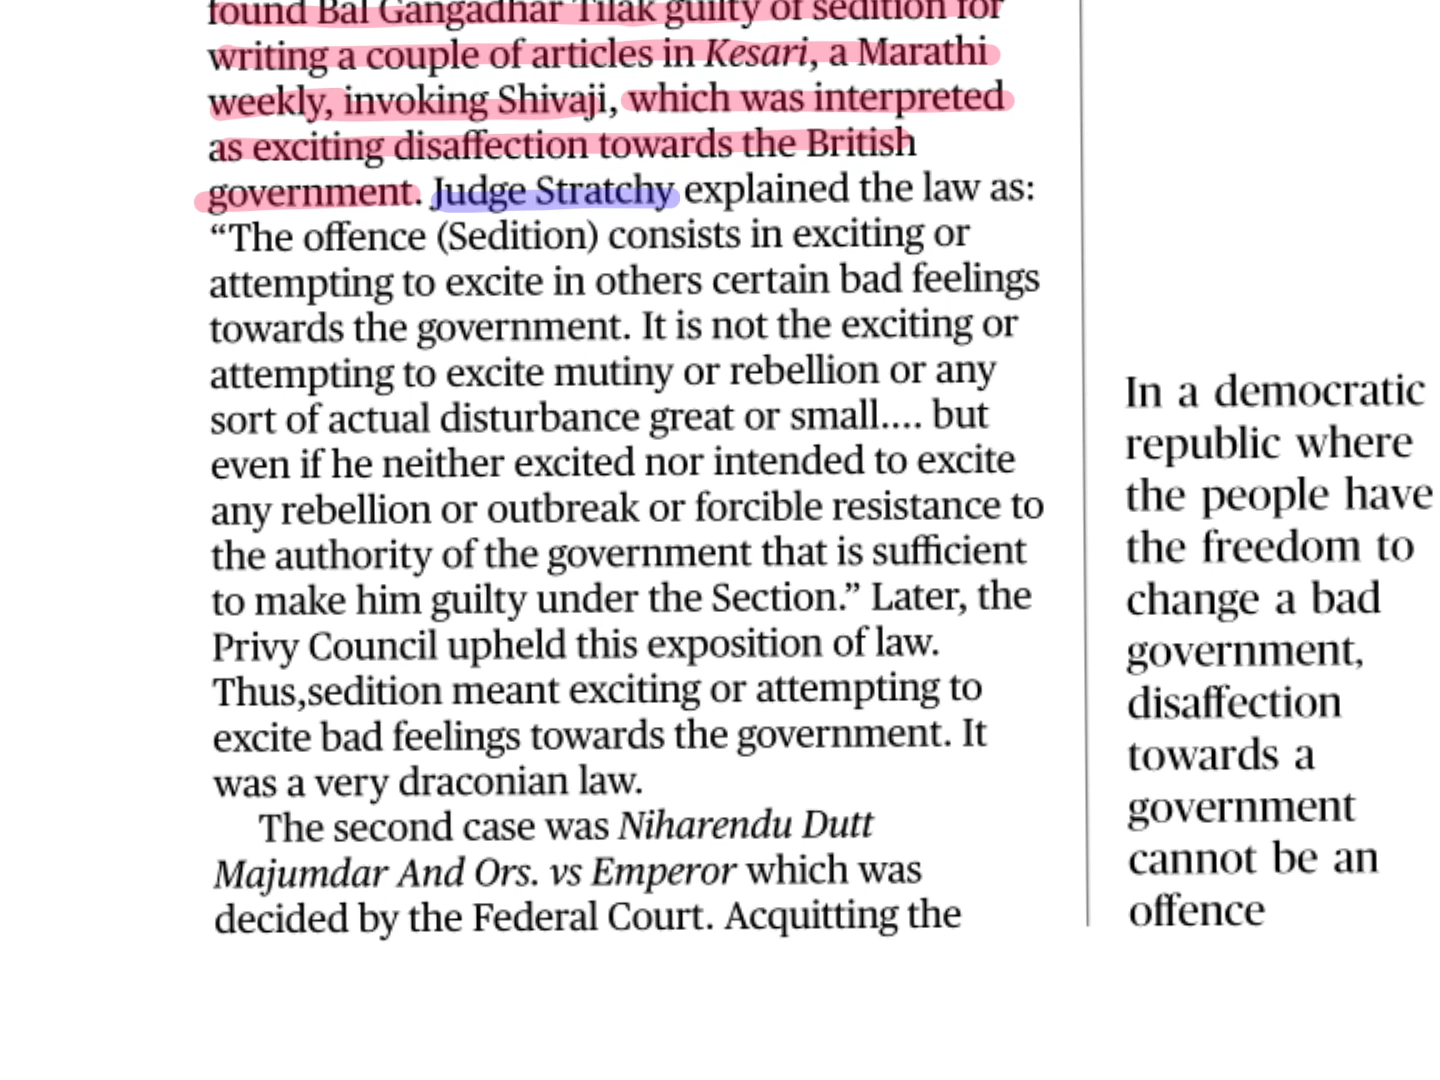 found Bal Gangadhar Tilak guilty of sedition for
writing a couple of articles in Kesari, a Marathi
weekly, invoking Shivaji, which was interpreted
as exciting disaffection towards the British
government. Judge Stratchy explained the law as:
“The offence (Sedition) consists in exciting or
attempting to excite in others certain bad feelings
towards the government. It is not the exciting or
attempting to excite mutiny or rebellion or any
sort of actual disturbance great or small.... but
even if he neither excited nor intended to excite
any rebellion or outbreak or forcible resistance to
the authority of the government that is sufficient
to make him guilty under the Section.” Later, the
Privy Council upheld this exposition of law.
Thus,sedition meant exciting or attempting to
excite bad feelings towards the government. It
was a very draconian law.
The second case was Niharendu Dutt
Majumdar And Ors. vs Emperor which was
decided by the Federal Court. Acquitting the
In a democratic
republic where
the people have
the freedom to
change a bad
government,
disaffection
towards a
government
cannot be an
offence